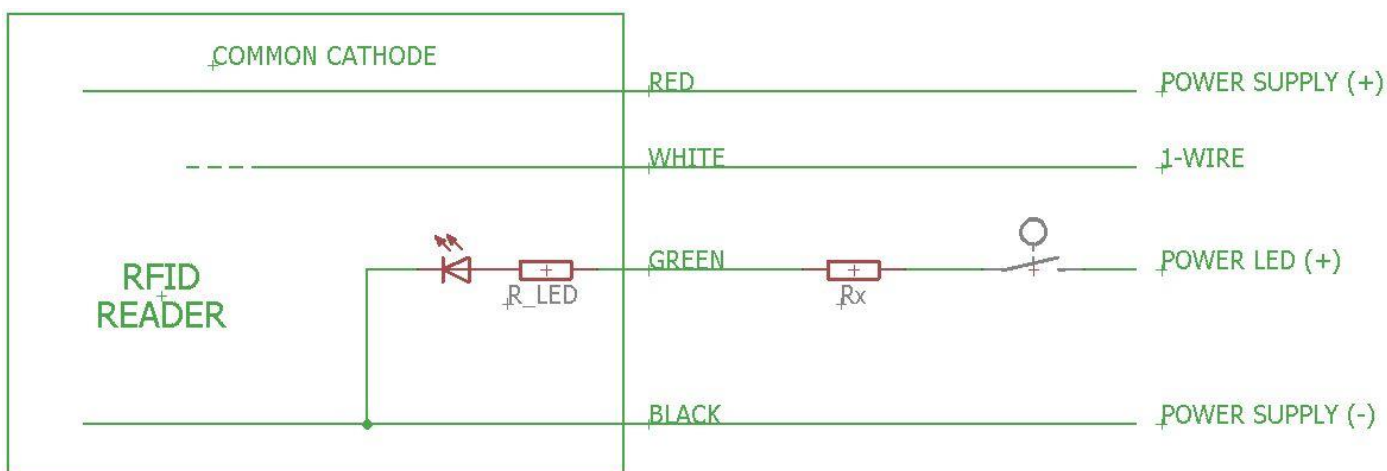 COMMON CATHODE
RED
POWER SUPPLY (+)
WHITE
1-WIRE
GREEN
POWER LED (+)
RFID
READER
R_LED
Rx
BLACK
POWER SUPPLY (-)